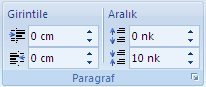 Girintile Aralık
0 cm 0 nk
0 cm 10 nk
Paragraf